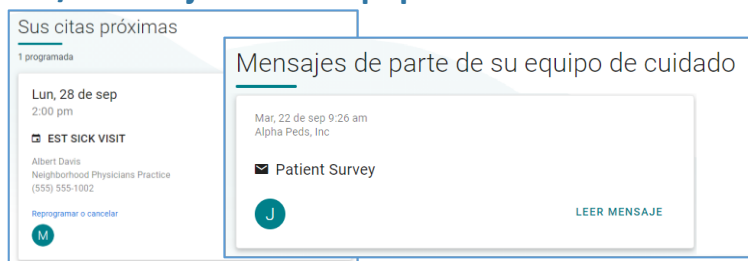 Sus citas próximas
1 programada
Lun, 28 de sep
2:00 pm
EST SICK VISIT
Albert Davis
Neighborhood Physicians Practice
(555) 555-1002
Reprogramar o cancelar
M
Mensajes de parte de su equipo de cuidado
Mar, 22 de sep 9:26 am
Alpha Peds, Inc
Patient Survey
J
LEER MENSAJE